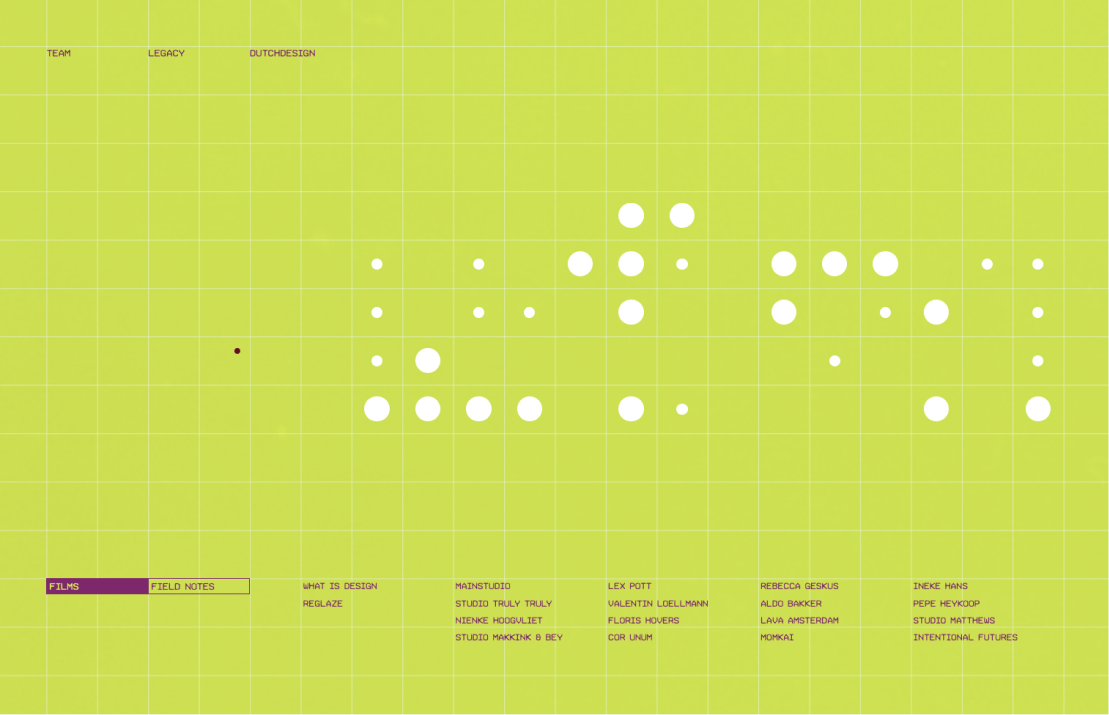 TEAM
LEGACY
DUTCHDESIGN
FILMS
FIELD NOTES
WHAT IS DESIGN
REGLAZE
MAINSTUDIO
STUDIO TRULY TRULY
NIENKE HOOGVLIET
STUDIO MAKKINK & BEY
LEX POTT
VALENTIN LOELLMANN
FLORIS HOVERS
COR UNUM
REBECCA GESKUS
ALDO BAKKER
LAVA AMSTERDAM
MOMKAI
INEKE HANS
PEPE HEYKOOP
STUDIO MATTHEWS
INTENTIONAL FUTURES